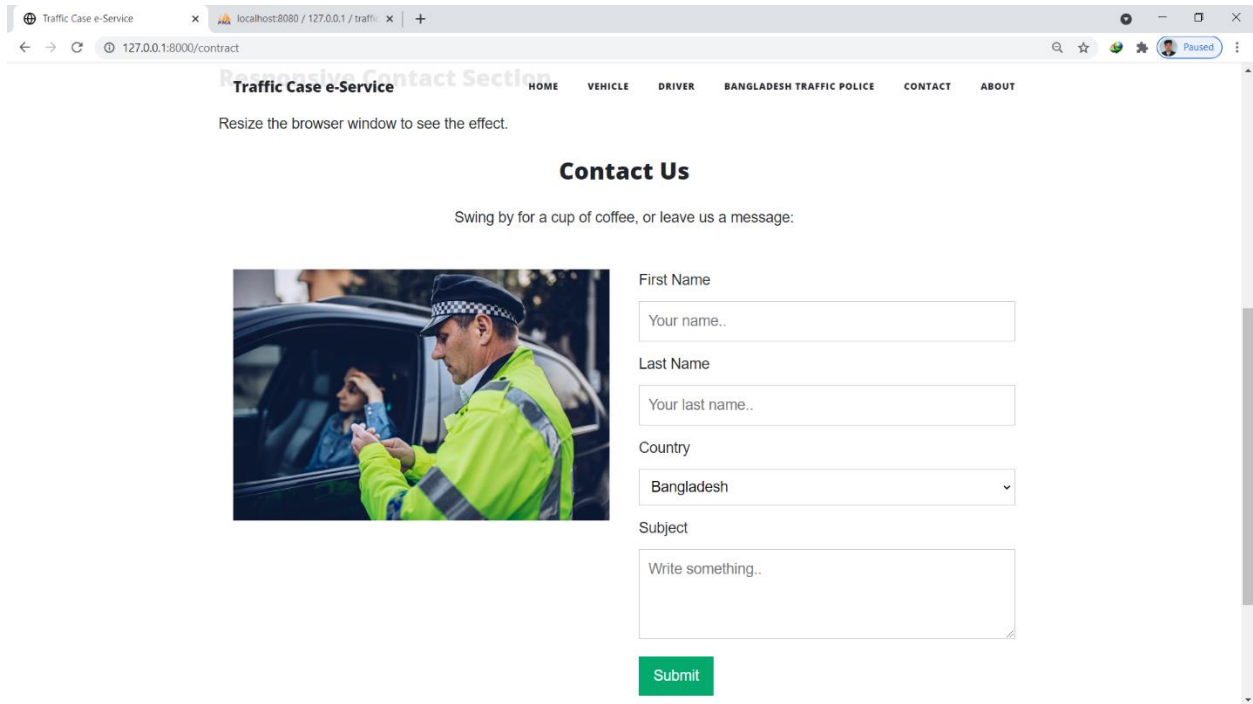 Traffic Case e-Service
localhost:8080 / 127.0.0.1 / traffic
127.0.0.1:8000/contract
Paused
Responsive Contact Section
Traffic Case e-Service HOME VEHICLE DRIVER BANGLADESH TRAFFIC POLICE CONTACT ABOUT
Resize the browser window to see the effect.
Contact Us
Swing by for a cup of coffee, or leave us a message:
First Name
Your name..
Last Name
Your last name..
Country
Bangladesh
Subject
Write something..
Submit